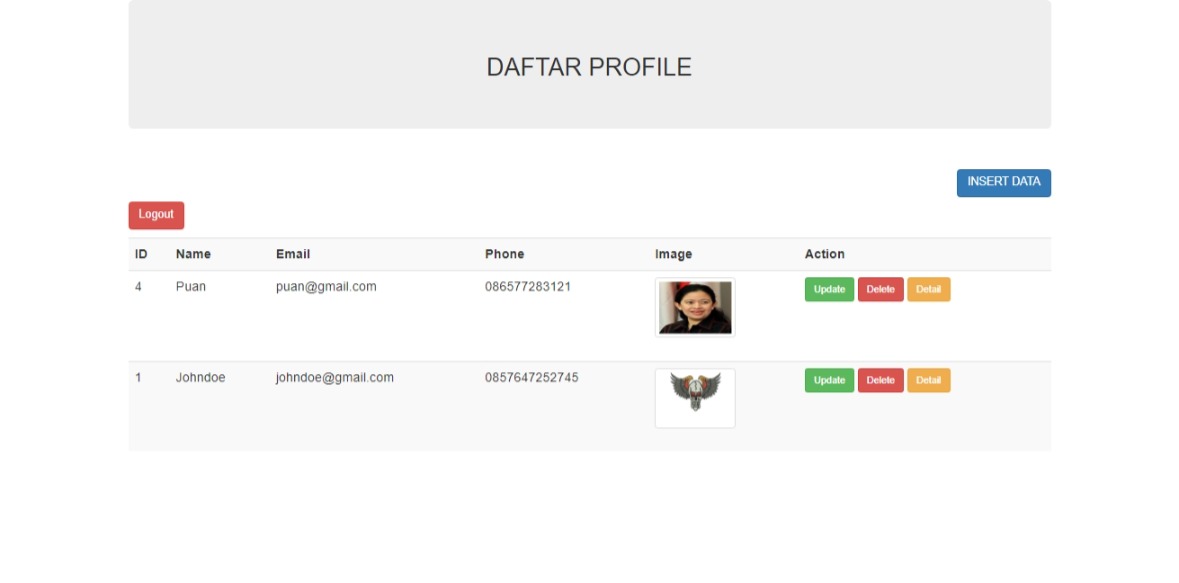 DAFTAR PROFILE
INSERT DATA
Logout
ID Name Email Phone Image Action
4 Puan puan@gmail.com 086577283121 Update Delete Detail
1 Johndoe johndoe@gmail.com 0857647252745 Update Delete Detail